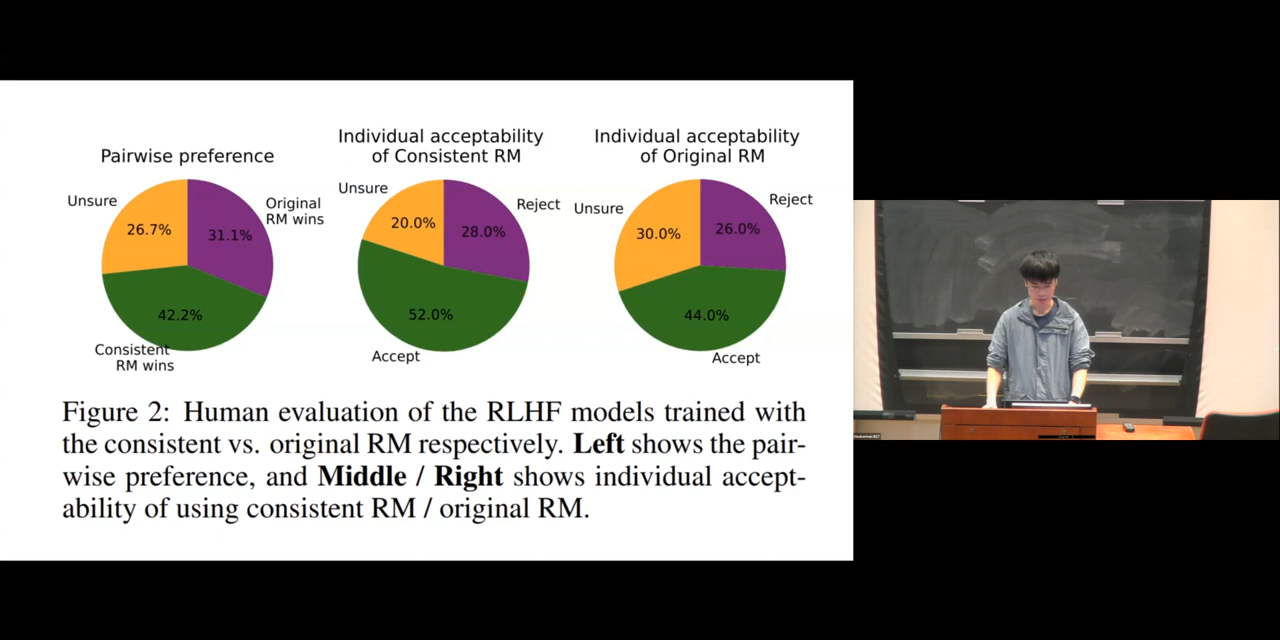 Pairwise preference
Unsure
26.7%
31.1%
Original
RM wins
42.2%
Consistent
RM wins
Individual acceptability
of Consistent RM
Unsure
20.0%
28.0%
Reject
52.0%
Accept
Individual acceptability
of Original RM
Unsure
30.0%
26.0%
Reject
44.0%
Accept
Figure 2: Human evaluation of the RLHF models trained with
the consistent vs. original RM respectively. Left shows the pair-
wise preference, and Middle / Right shows individual accept-
ability of using consistent RM / original RM.